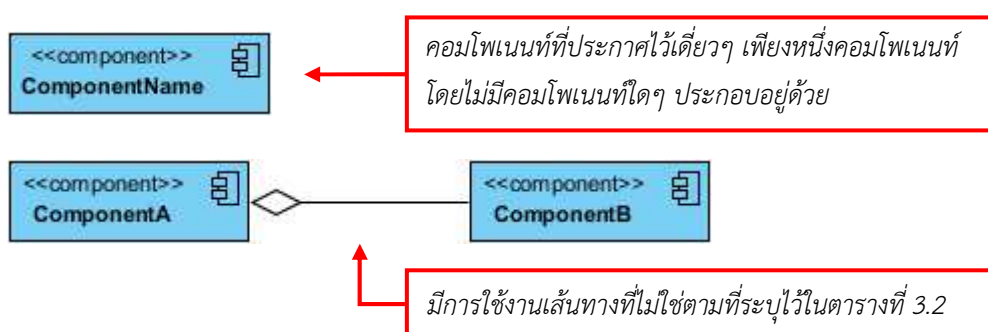 <<component>>
ComponentName
คอมโพเนนท์ที่ประกาศไว้เดี่ยวๆ เพียงหนึ่งคอมโพเนนท์
โดยไม่มีคอมโพเนนท์ใดๆ ประกอบอยู่ด้วย
<<component>>
ComponentA
<<component>>
ComponentB
มีการใช้งานเส้นทางที่ไม่ใช่ตามที่ระบุไว้ในตารางที่ 3.2